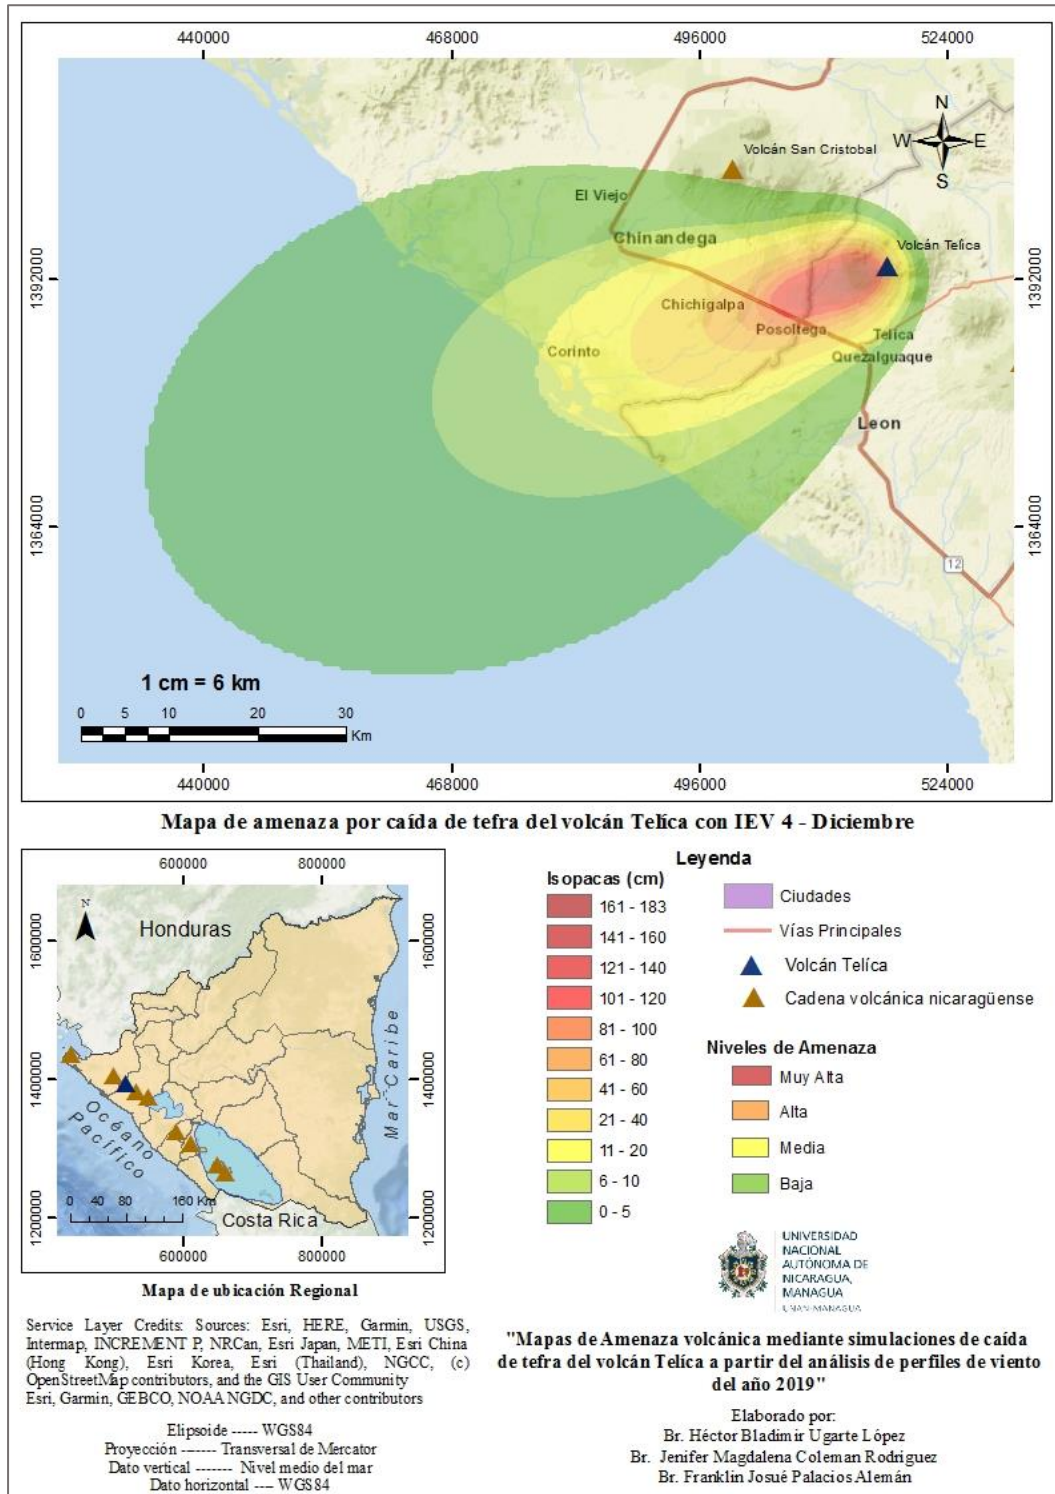 440000 468000 496000 524000
Volcán San Cristobal
N
W E
S
El Viejo
Chinandega
Volcán Telíca
1392000 1392000
Chichigalpa
Posoltega
Telica
Corinto
Quezalguaque
Leon
1364000 1364000
12
1 cm = 6 km
0 5 10 20 30
Km
440000 468000 496000 524000
Mapa de amenaza por caída de tefra del volcán Telíca con IEV 4 - Diciembre
600000 800000
N
Honduras
1600000 1600000
1400000 1400000
Mar Caribe
Océano
Pacífico
0 40 80 160 Km
Costa Rica
1200000 1200000
600000 800000
Mapa de ubicación Regional
Leyenda
Isopacas (cm)
161 - 183
141 - 160
121 - 140
101 - 120
81 - 100
61 - 80
41 - 60
21 - 40
11 - 20
6 - 10
0 - 5
Ciudades
Vías Principales
Volcán Telíca
Cadena volcánica nicaragüense
Niveles de Amenaza
Muy Alta
Alta
Media
Baja
UNIVERSIDAD
NACIONAL
AUTÓNOMA DE
NICARAGUA,
MANAGUA
UNAN-MANAGUA
Service Layer Credits: Sources: Esri, HERE, Garmin, USGS,
Intermap, INCREMENT P, NRCan, Esri Japan, METI, Esri China
(Hong Kong), Esri Korea, Esri (Thailand), NGCC, (c)
OpenStreetMap contributors, and the GIS User Community
Esri, Garmin, GEBCO, NOAA NGDC, and other contributors
Elipsoide ----- WGS84
Proyección ------- Transversal de Mercator
Dato vertical ------- Nivel medio del mar
Dato horizontal ---- WGS84
"Mapas de Amenaza volcánica mediante simulaciones de caída
de tefra del volcán Telíca a partir del análisis de perfiles de viento
del año 2019"
Elaborado por:
Br. Héctor Bladimir Ugarte López
Br. Jenifer Magdalena Coleman Rodriguez
Br. Franklin Josué Palacios Alemán